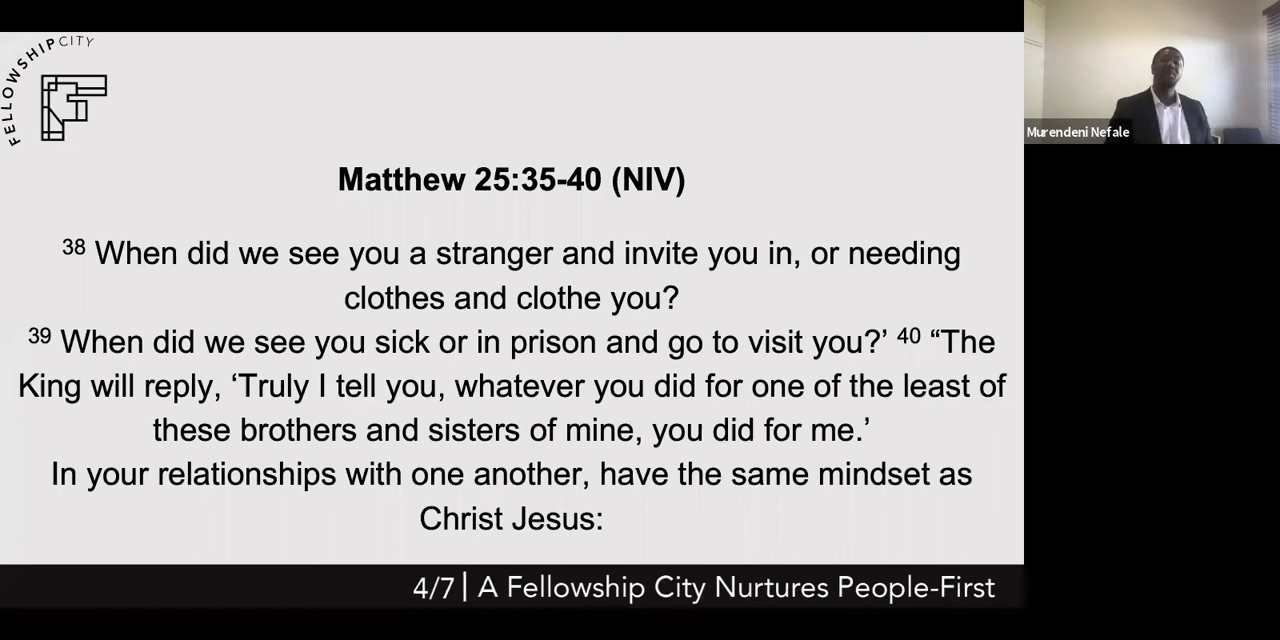 FELLOWSHIPCITY
Murendeni Nefale
Matthew 25:35-40 (NIV)
38 When did we see you a stranger and invite you in, or needing
clothes and clothe you?
39 When did we see you sick or in prison and go to visit you?’ 40 “The
King will reply, ‘Truly I tell you, whatever you did for one of the least of
these brothers and sisters of mine, you did for me.’
In your relationships with one another, have the same mindset as
Christ Jesus:
4/7| A Fellowship City Nurtures People-First